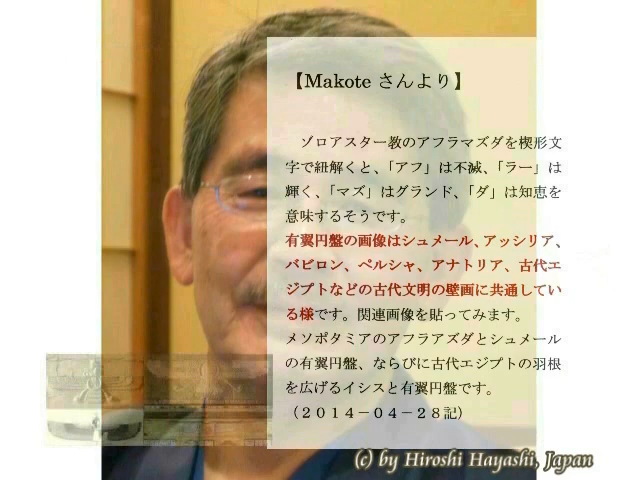 【Makote さんより】
ゾロアスター教のアフラマズダを楔形文
字で紐解くと、「アフ」は不滅、「ラー」は
輝く、「マズ」はグランド、「ダ」は知恵を
意味するそうです。
有翼円盤の画像はシュメール、アッシリア、
バビロン、ペルシャ、アナトリア、古代エ
ジプトなどの古代文明の壁画に共通してい
る様です。関連画像を貼ってみます。
メソポタミアのアフラアズダとシュメール
の有翼円盤、ならびに古代エジプトの羽根
を広げるイシスと有翼円盤です。
（２０１４－０４－２８記）
(c) by Hiroshi Hayashi, Japan